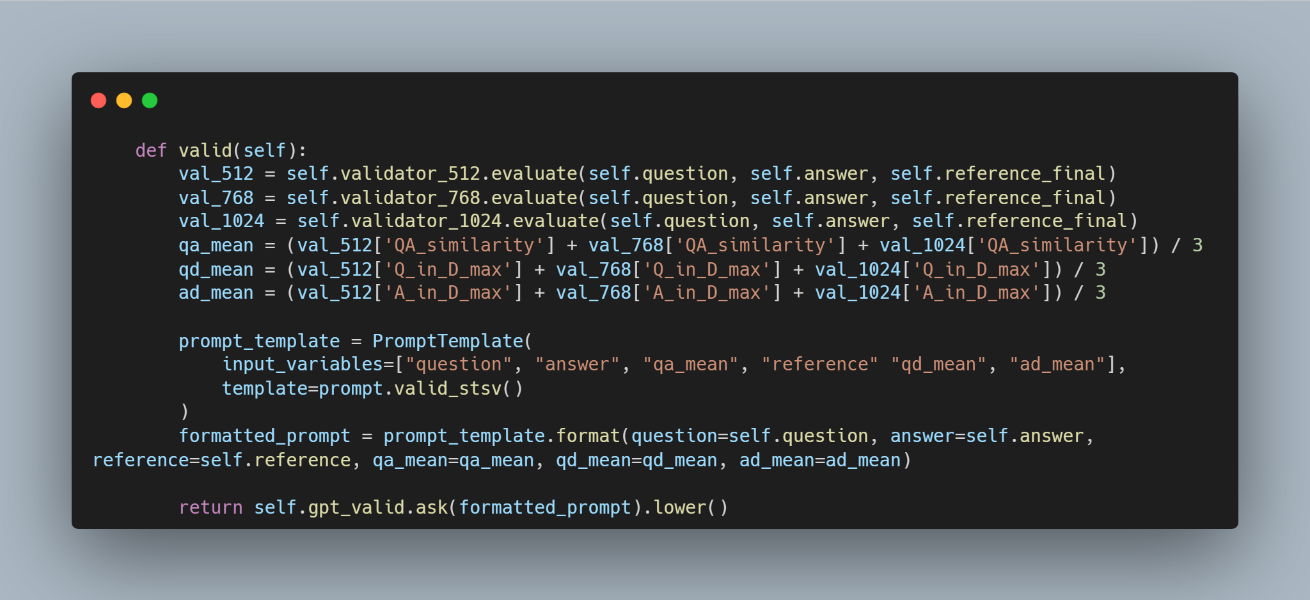 def valid(self):
val_512 = self.validator_512.evaluate(self.question, self.answer, self.reference_final)
val_768 = self.validator_768.evaluate(self.question, self.answer, self.reference_final)
val_1024 = self.validator_1024.evaluate(self.question, self.answer, self.reference_final)
qa_mean = (val_512['QA_similarity'] + val_768['QA_similarity'] + val_1024['QA_similarity']) / 3
qd_mean = (val_512['Q_in_D_max'] + val_768['Q_in_D_max'] + val_1024['Q_in_D_max']) / 3
ad_mean = (val_512['A_in_D_max'] + val_768['A_in_D_max'] + val_1024['A_in_D_max']) / 3
prompt_template = PromptTemplate(
input_variables=["question", "answer", "qa_mean", "reference" "qd_mean", "ad_mean"],
template=prompt.valid_stsv()
)
formatted_prompt = prompt_template.format(question=self.question, answer=self.answer,
reference=self.reference, qa_mean=qa_mean, qd_mean=qd_mean, ad_mean=ad_mean)
return self.gpt_valid.ask(formatted_prompt).lower()